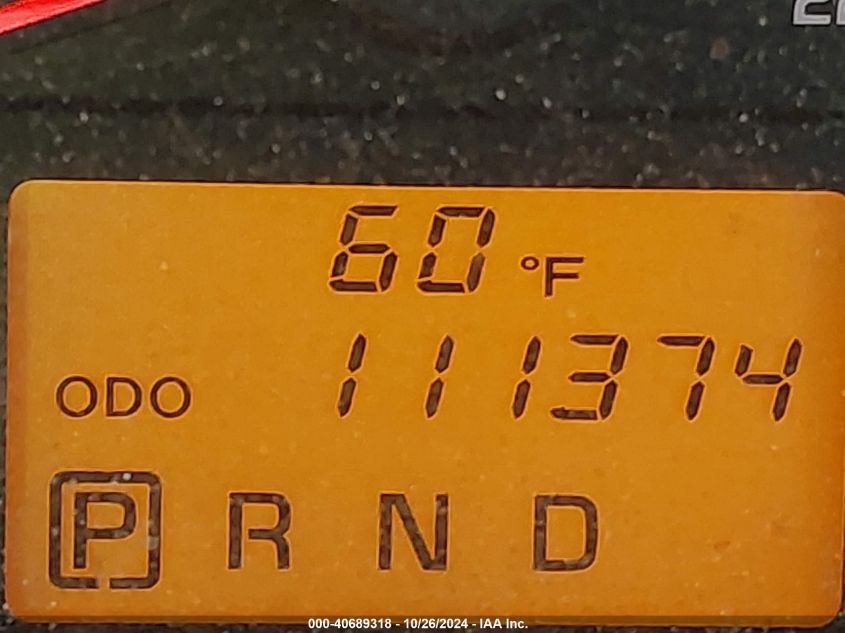 60 °F
ODO 111374
P R N D
000-40689318 - 10/26/2024 - IAA Inc.